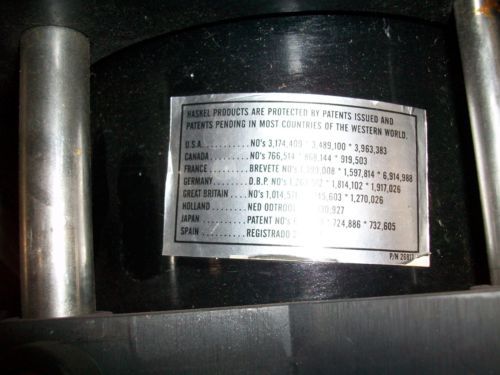 HASKEL PRODUCTS ARE PROTECTED BY PATENTS ISSUED AND
PATENTS PENDING IN MOST COUNTRIES OF THE WESTERN WORLD.
U.S.A. . . . . . . . . . NO's 3,174,409 * 3,489,100 * 3,963,383
CANADA. . . . . . . . . NO's 766,514 * 868,144 * 919,503
FRANCE . . . . . . . . BREVETE NO's * 1,597,814 * 6,914,988
GERMANY. . . . . . . D.B.P. NO's * 1,814,102 * 1,917,026
GREAT BRITAIN . . . . NO's * 1,270,026
HOLLAND . . . . . . . NED
JAPAN . . . . . . . . . PATENT NO's * 724,886 * 732,605
SPAIN . . . . . . . . . REGISTRADO
P/N